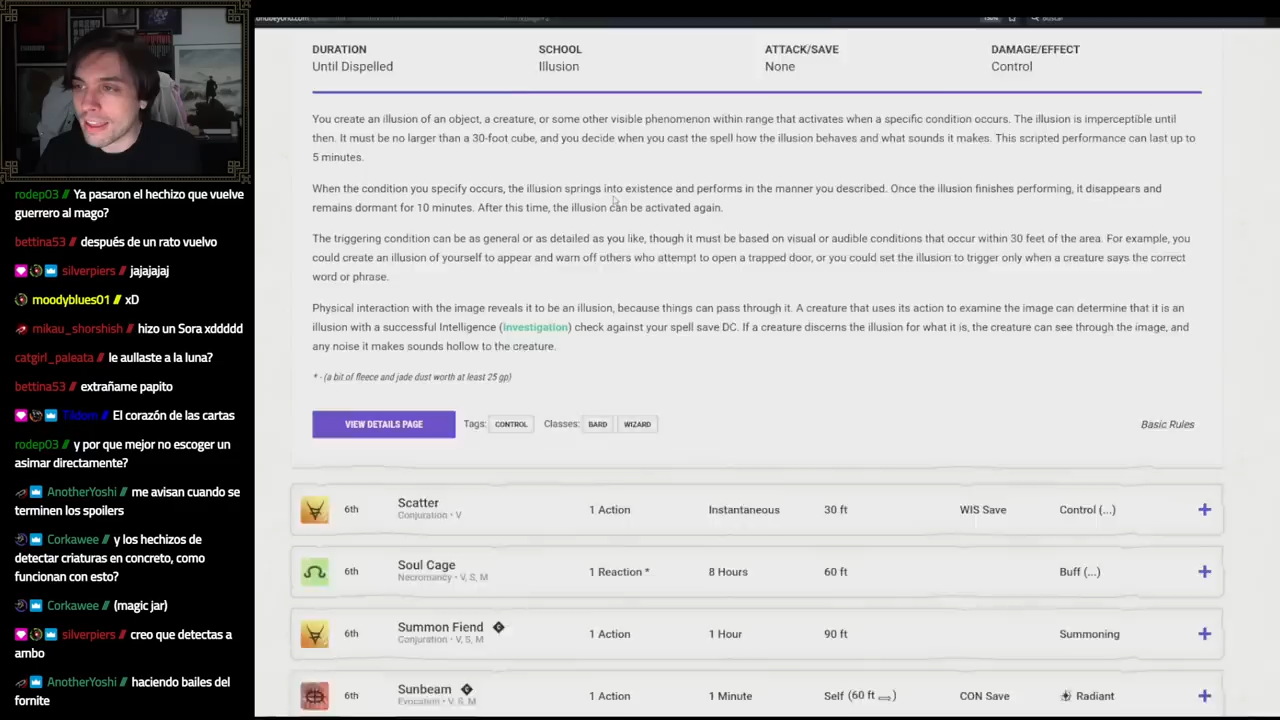 rodep03 // Ya pasaron el hechizo que vuelve
guerrero al mago?
bettina53 // después de un rato vuelvo
silverpiers // jajajajaj
moodyblues01 // xD
mikau_shorshish // hizo un Sora xddddd
catgirl_paleata // le aullaste a la luna?
bettina53 // extrañame papito
Tildom // El corazón de las cartas
rodep03 // y por que mejor no escoger un
asimar directamente?
AnotherYoshi // me avisan cuando se
terminen los spoilers
Corkawee // y los hechizos de
detectar criaturas en concreto, como
funcionan con esto?
Corkawee // (magic jar)
silverpiers // creo que detectas a
ambo
AnotherYoshi // haciendo bailes del
fornite
DURATION SCHOOL ATTACK/SAVE DAMAGE/EFFECT
Until Dispelled Illusion None Control
You create an illusion of an object, a creature, or some other visible phenomenon within range that activates when a specific condition occurs. The illusion is imperceptible until
then. It must be no larger than a 30-foot cube, and you decide when you cast the spell how the illusion behaves and what sounds it makes. This scripted performance can last up to
5 minutes.
When the condition you specify occurs, the illusion springs into existence and performs in the manner you described. Once the illusion finishes performing, it disappears and
remains dormant for 10 minutes. After this time, the illusion can be activated again.
The triggering condition can be as general or as detailed as you like, though it must be based on visual or audible conditions that occur within 30 feet of the area. For example, you
could create an illusion of yourself to appear and warn off others who attempt to open a trapped door, or you could set the illusion to trigger only when a creature says the correct
word or phrase.
Physical interaction with the image reveals it to be an illusion, because things can pass through it. A creature that uses its action to examine the image can determine that it is an
illusion with a successful Intelligence (Investigation) check against your spell save DC. If a creature discerns the illusion for what it is, the creature can see through the image, and
any noise it makes sounds hollow to the creature.
* - (a bit of fleece and jade dust worth at least 25 gp)
VIEW DETAILS PAGE Tags: CONTROL Classes: BARD WIZARD Basic Rules
6th Scatter 1 Action Instantaneous 30 ft WIS Save Control (...) +
Conjuration • V
6th Soul Cage 1 Reaction * 8 Hours 60 ft Buff (...) +
Necromancy • V, S, M
6th Summon Fiend 1 Action 1 Hour 90 ft Summoning +
Conjuration • V, S, M
6th Sunbeam 1 Action 1 Minute Self (60 ft) CON Save Radiant +
Evocation • V, S, M